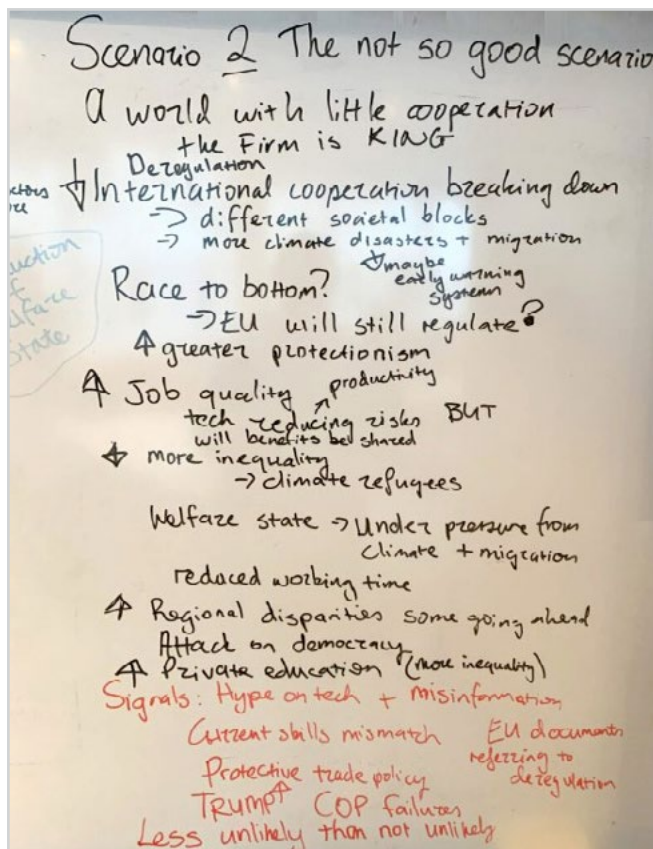 Scenario 2 The not so good scenario
A world with little cooperation
the Firm is KING
Deregulation
↓ International cooperation breaking down
→ different societal blocks
→ more climate disasters + migration
↓ maybe
early warning
system
Race to bottom?
→ EU will still regulate?
↑ greater protectionism
↑ Job quality ↗ productivity
tech reducing risks BUT
will benefits be shared
↓ more inequality
→ climate refugees
Welfare state → Under pressure from
climate + migration
reduced working time
↑ Regional disparities some going ahead
Attack on democracy
↑ Private education (more inequality)
Signals: Hype on tech + misinformation
Current skills mismatch
EU documents
referring to
deregulation
Protective trade policy
TRUMP↑ COP failures
Less unlikely than not unlikely
state